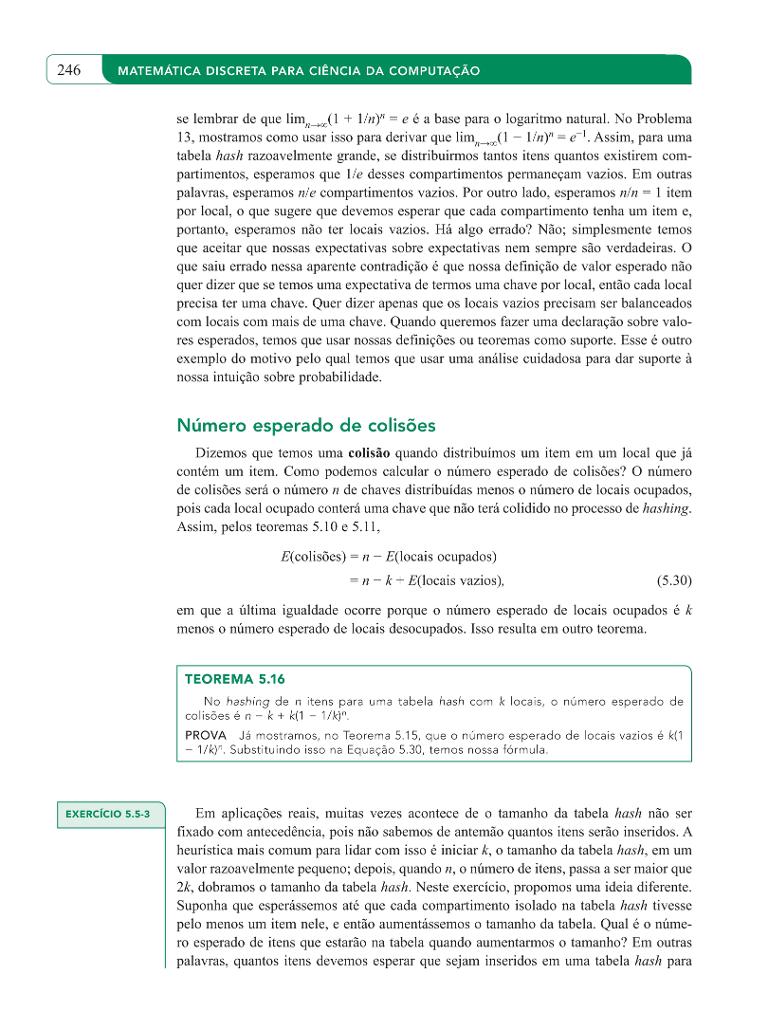 246
MATEMÁTICA DISCRETA PARA CIÊNCIA DA COMPUTAÇÃO
se lembrar de que limₙ→∞(1 + 1/n)ⁿ = e é a base para o logaritmo natural. No Problema
13, mostramos como usar isso para derivar que limₙ→∞(1 − 1/n)ⁿ = e⁻¹. Assim, para uma
tabela hash razoavelmente grande, se distribuirmos tantos itens quantos existirem com-
partimentos, esperamos que 1/e desses compartimentos permaneçam vazios. Em outras
palavras, esperamos n/e compartimentos vazios. Por outro lado, esperamos n/n = 1 item
por local, o que sugere que devemos esperar que cada compartimento tenha um item e,
portanto, esperamos não ter locais vazios. Há algo errado? Não; simplesmente temos
que aceitar que nossas expectativas sobre expectativas nem sempre são verdadeiras. O
que saiu errado nessa aparente contradição é que nossa definição de valor esperado não
quer dizer que se temos uma expectativa de termos uma chave por local, então cada local
precisa ter uma chave. Quer dizer apenas que os locais vazios precisam ser balanceados
com locais com mais de uma chave. Quando queremos fazer uma declaração sobre valo-
res esperados, temos que usar nossas definições ou teoremas como suporte. Esse é outro
exemplo do motivo pelo qual temos que usar uma análise cuidadosa para dar suporte à
nossa intuição sobre probabilidade.
Número esperado de colisões
Dizemos que temos uma colisão quando distribuímos um item em um local que já
contém um item. Como podemos calcular o número esperado de colisões? O número
de colisões será o número n de chaves distribuídas menos o número de locais ocupados,
pois cada local ocupado conterá uma chave que não terá colidido no processo de hashing.
Assim, pelos teoremas 5.10 e 5.11,
E(colisões) = n − E(locais ocupados)
= n − k + E(locais vazios), (5.30)
em que a última igualdade ocorre porque o número esperado de locais ocupados é k
menos o número esperado de locais desocupados. Isso resulta em outro teorema.
TEOREMA 5.16
No hashing de n itens para uma tabela hash com k locais, o número esperado de
colisões é n − k + k(1 − 1/k)ⁿ.
PROVA Já mostramos, no Teorema 5.15, que o número esperado de locais vazios é k(1
− 1/k)ⁿ. Substituindo isso na Equação 5.30, temos nossa fórmula.
EXERCÍCIO 5.5-3
Em aplicações reais, muitas vezes acontece de o tamanho da tabela hash não ser
fixado com antecedência, pois não sabemos de antemão quantos itens serão inseridos. A
heurística mais comum para lidar com isso é iniciar k, o tamanho da tabela hash, em um
valor razoavelmente pequeno; depois, quando n, o número de itens, passa a ser maior que
2k, dobramos o tamanho da tabela hash. Neste exercício, propomos uma ideia diferente.
Suponha que esperássemos até que cada compartimento isolado na tabela hash tivesse
pelo menos um item nele, e então aumentássemos o tamanho da tabela. Qual é o núme-
ro esperado de itens que estarão na tabela quando aumentarmos o tamanho? Em outras
palavras, quantos itens devemos esperar que sejam inseridos em uma tabela hash para